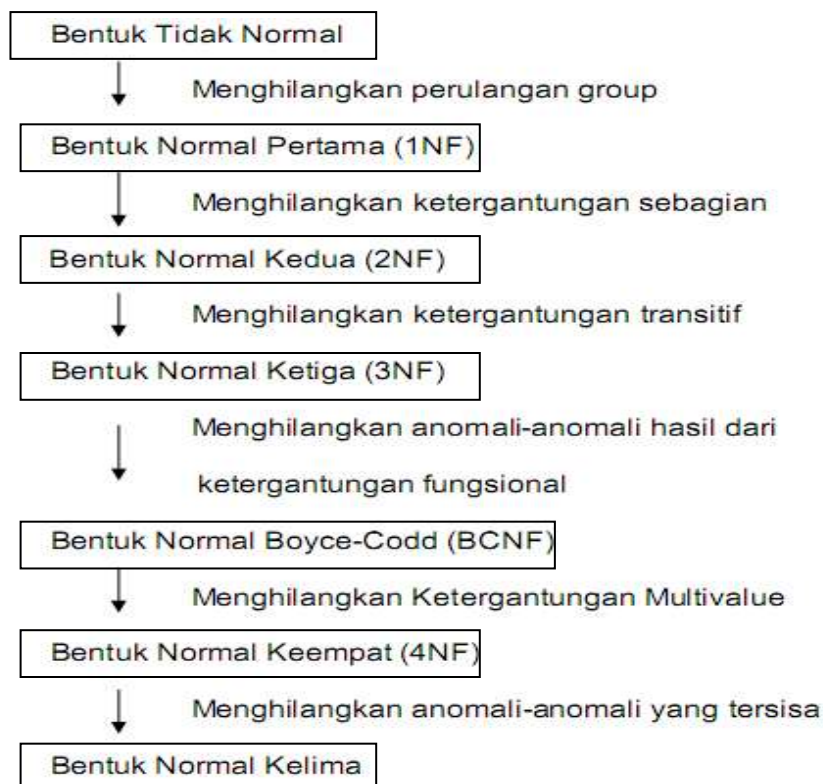 Bentuk Tidak Normal
Menghilangkan perulangan group
Bentuk Normal Pertama (1NF)
Menghilangkan ketergantungan sebagian
Bentuk Normal Kedua (2NF)
Menghilangkan ketergantungan transitif
Bentuk Normal Ketiga (3NF)
Menghilangkan anomali-anomali hasil dari
ketergantungan fungsional
Bentuk Normal Boyce-Codd (BCNF)
Menghilangkan Ketergantungan Multivalue
Bentuk Normal Keempat (4NF)
Menghilangkan anomali-anomali yang tersisa
Bentuk Normal Kelima